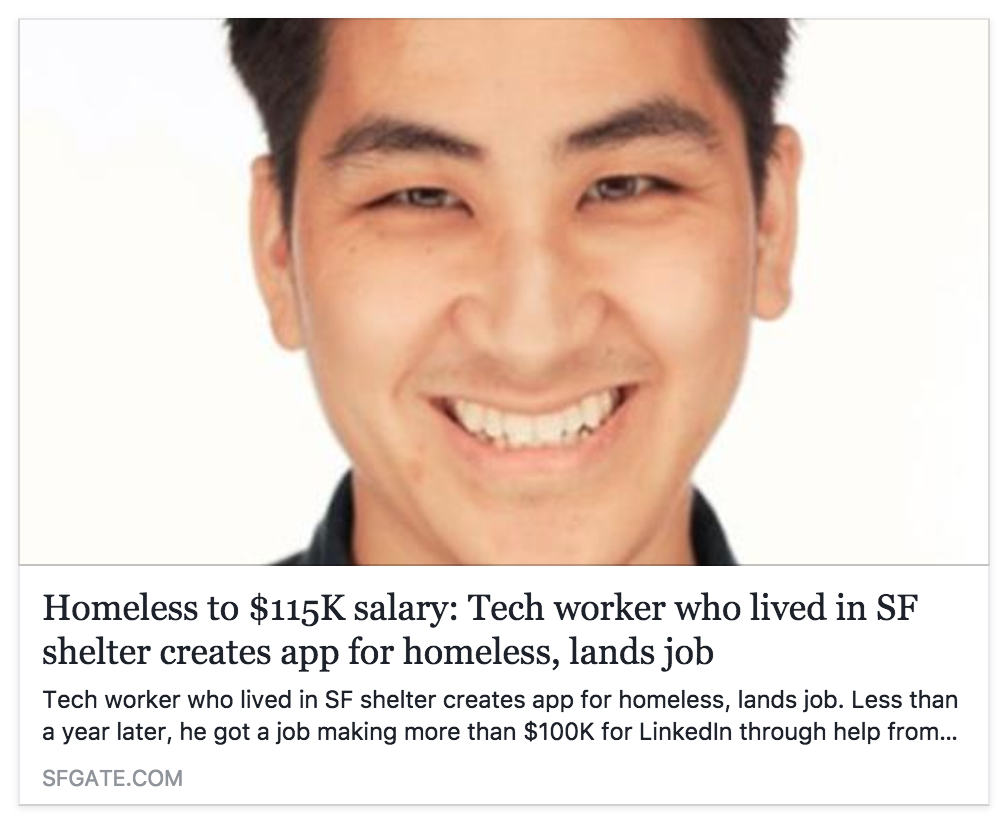 Homeless to $115K salary: Tech worker who lived in SF
shelter creates app for homeless, lands job
Tech worker who lived in SF shelter creates app for homeless, lands job. Less than
a year later, he got a job making more than $100K for LinkedIn through help from...
SFGATE.COM